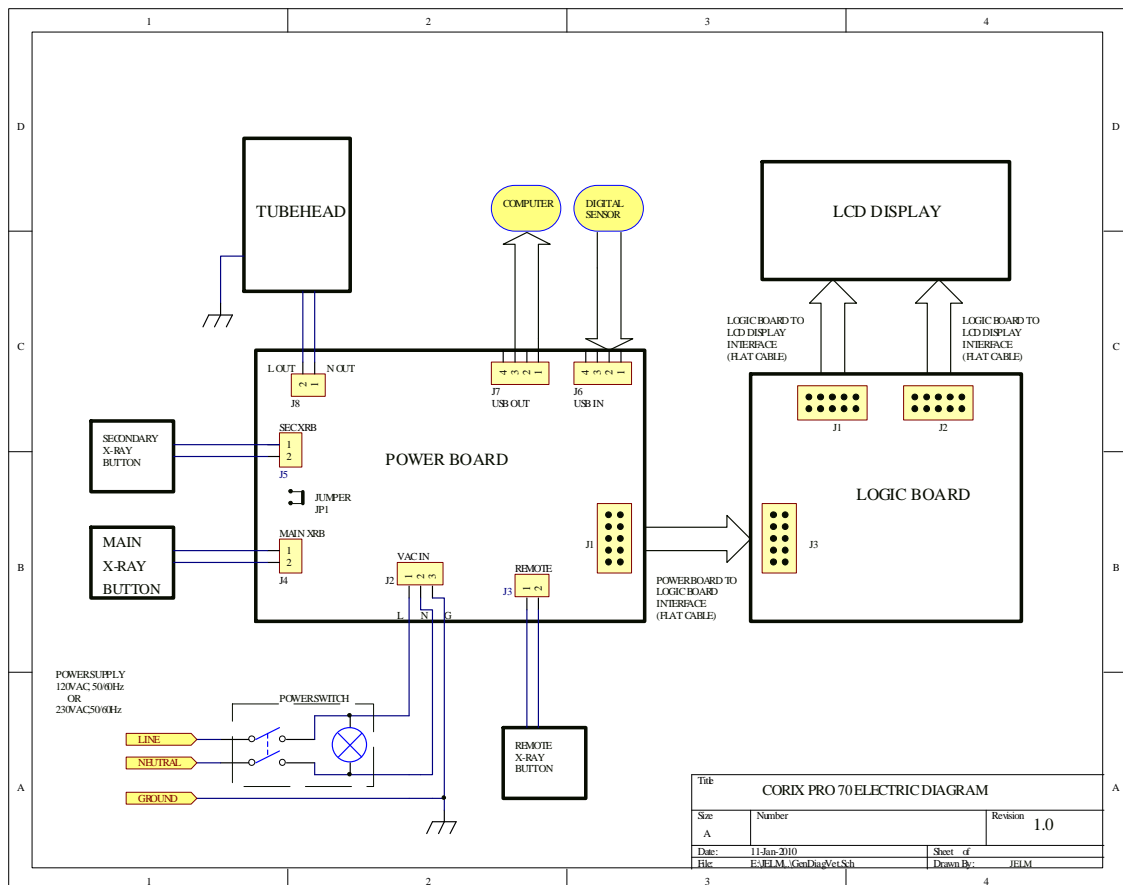 1 2 3 4
D D
TUBEHEAD
COMPUTER
DIGITAL
SENSOR
LCD DISPLAY
C C
LOGIC BOARD TO
LCD DISPLAY
INTERFACE
(FLAT CABLE)
LOGIC BOARD TO
LCD DISPLAY
INTERFACE
(FLAT CABLE)
L OUT N OUT
2 1
J8
4 3 2 1
J7
USB OUT
4 3 2 1
J6
USB IN
J1
J2
SECONDARY
X-RAY
BUTTON
SEC XRB
1
2
J5
POWER BOARD
LOGIC BOARD
JUMPER
JP1
B B
MAIN
X-RAY
BUTTON
MAIN XRB
1
2
J4
VAC IN
J2
1 2 3
L N G
REMOTE
J3
1 2
J1
J3
POWER BOARD TO
LOGIC BOARD
INTERFACE
(FLAT CABLE)
POWER SUPPLY
120VAC, 50/60Hz
OR
230VAC,50/60Hz
POWER SWITCH
LINE
NEUTRAL
GROUND
REMOTE
X-RAY
BUTTON
A A
Title
CORIX PRO 70 ELECTRIC DIAGRAM
Size Number Revision
A 1.0
Date: 11-Jan-2010 Sheet of
File: E:\JELM\..\GenDiagVet.Sch Drawn By: JELM
1 2 3 4